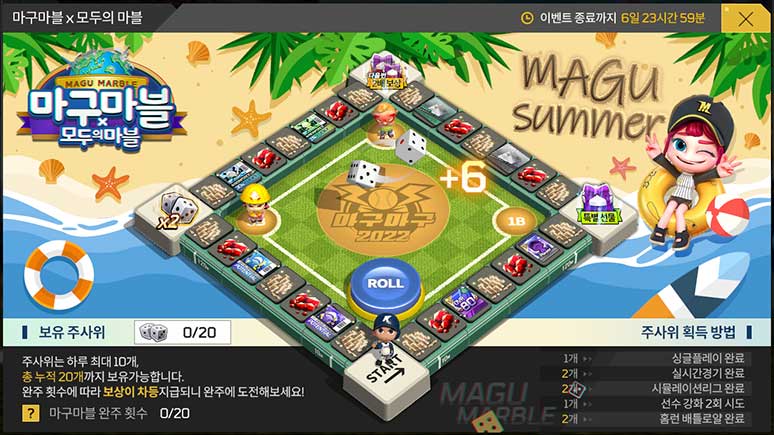 마구마블 x 모두의 마블
이벤트 종료까지 6일 23시간 59분
MAGU MARBLE
마구마블
x
모두의마블
다음턴
2배 보상
MAGU
summer
+6
x2
특별 선물
1B
마구마구
2022
ROLL
START
보유 주사위
0/20
주사위 획득 방법
주사위는 하루 최대 10개,
총 누적 20개까지 보유가능합니다.
완주 횟수에 따라 보상이 차등지급되니 완주에 도전해보세요!
? 마구마블 완주 횟수 0/20
MAGU
MARBLE
1개 싱글플레이 완료
2개 실시간경기 완료
2개 시뮬레이션리그 완료
1개 선수 강화 2회 시도
2개 홈런 배틀로얄 완료